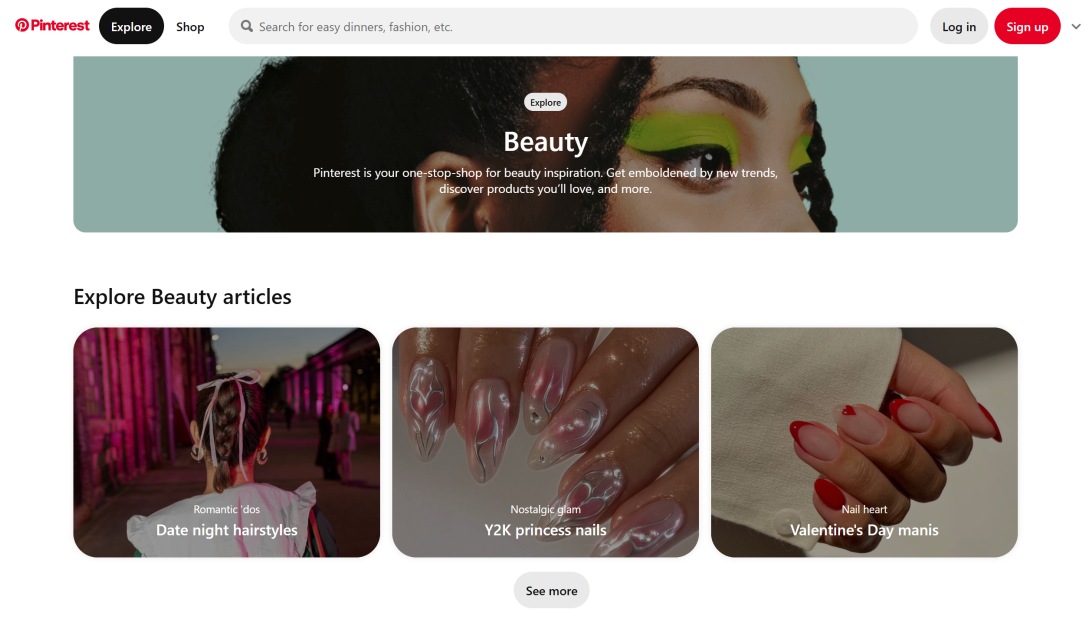 Pinterest
Explore
Shop
Search for easy dinners, fashion, etc.
Log in
Sign up
Explore
Beauty
Pinterest is your one-stop-shop for beauty inspiration. Get emboldened by new trends,
discover products you'll love, and more.
Explore Beauty articles
Romantic 'dos
Date night hairstyles
Nostalgic glam
Y2K princess nails
Nail heart
Valentine's Day manis
See more